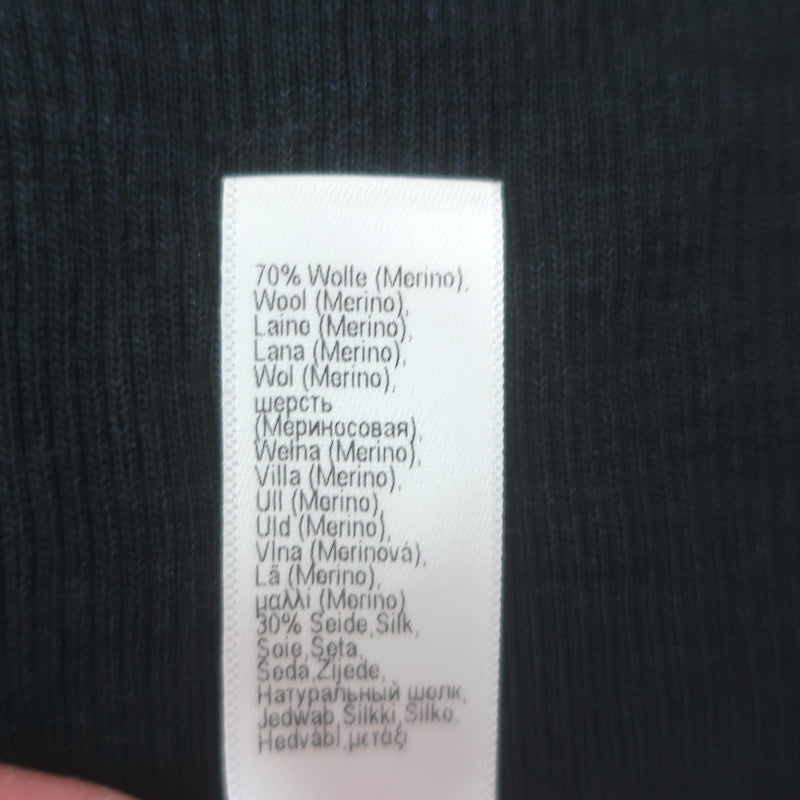 70% Wolle (Merino),
Wool (Merino),
Laine (Merino),
Lana (Merino),
Wol (Merino),
шерсть
(Мериносовая),
Wełna (Merino),
Villa (Merino),
Ull (Merino),
Uld (Merino),
Vlna (Merinová),
Lã (Merino),
μαλλί (Merino)
30% Seide,Silk,
Soie,Seta,
Seda,Zijede,
Натуральный шелк,
Jedwab,Silkki,Silke,
Hedvábí,μετάξι